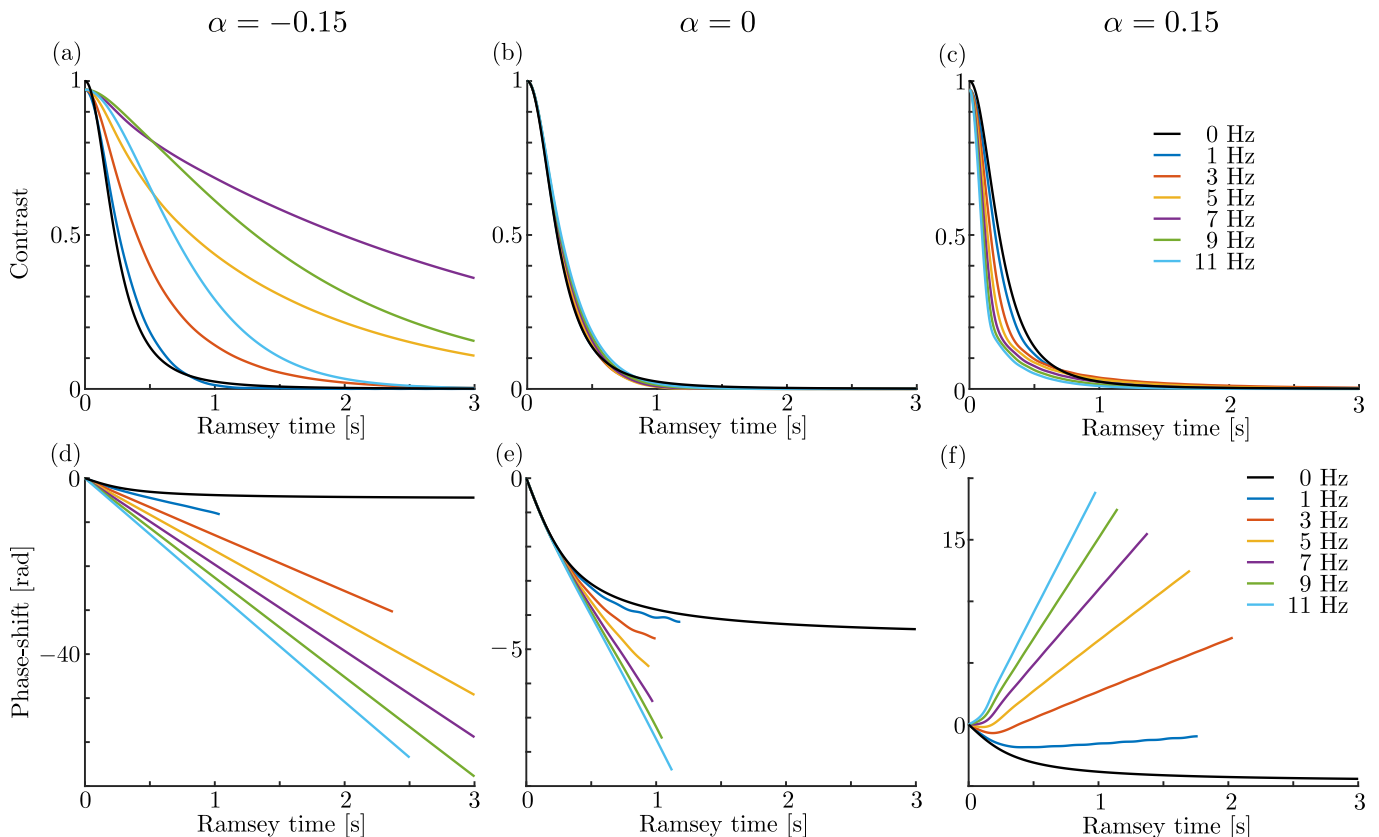 α = −0.15
α = 0
α = 0.15
(a)
(b)
(c)
Contrast
1
0.5
0
0
1
2
3
Ramsey time [s]
1
0.5
0
0
1
2
3
Ramsey time [s]
1
0.5
0
0
1
2
3
Ramsey time [s]
0 Hz
1 Hz
3 Hz
5 Hz
7 Hz
9 Hz
11 Hz
(d)
(e)
(f)
Phase-shift [rad]
0
−40
0
1
2
3
Ramsey time [s]
0
−5
0
1
2
3
Ramsey time [s]
15
0
0
1
2
3
Ramsey time [s]
0 Hz
1 Hz
3 Hz
5 Hz
7 Hz
9 Hz
11 Hz